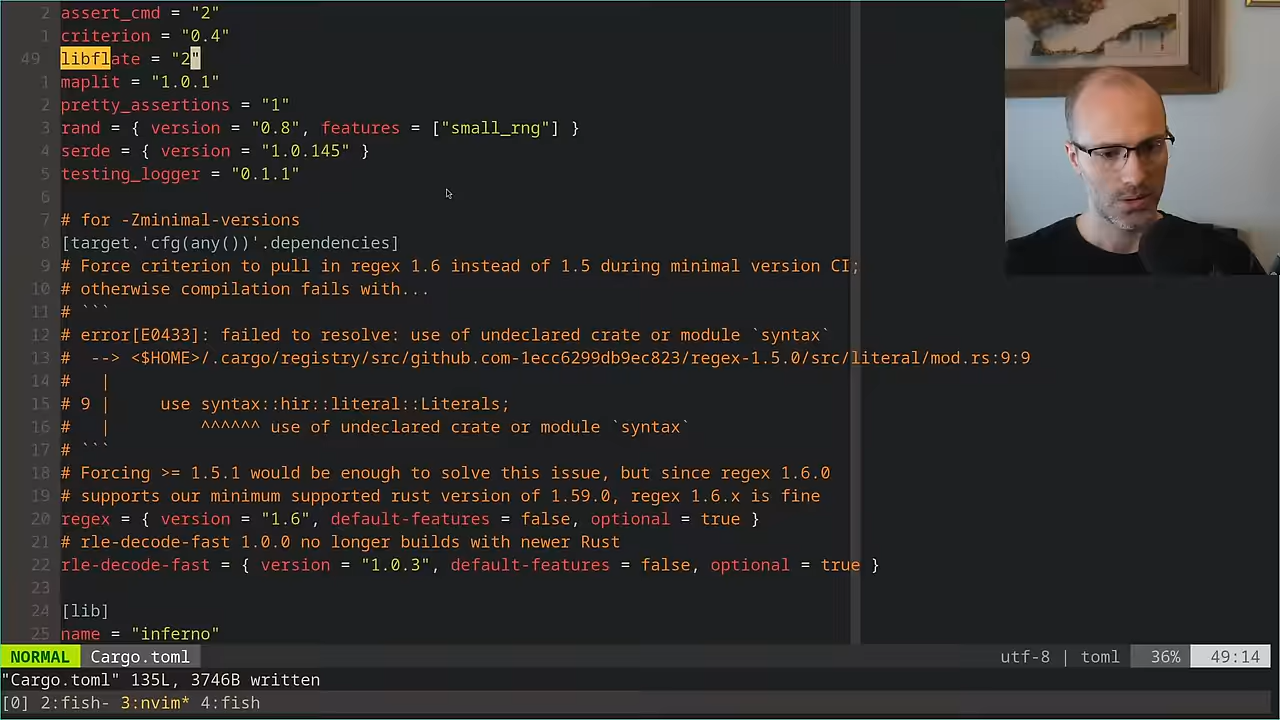 2 assert_cmd = "2"
1 criterion = "0.4"
49 libflate = "2"
1 maplit = "1.0.1"
2 pretty_assertions = "1"
3 rand = { version = "0.8", features = ["small_rng"] }
4 serde = { version = "1.0.145" }
5 testing_logger = "0.1.1"
6
7 # for -Zminimal-versions
8 [target.'cfg(any())'.dependencies]
9 # Force criterion to pull in regex 1.6 instead of 1.5 during minimal version CI;
10 # otherwise compilation fails with...
11 # ```
12 # error[E0433]: failed to resolve: use of undeclared crate or module `syntax`
13 #  --> <$HOME>/.cargo/registry/src/github.com-1ecc6299db9ec823/regex-1.5.0/src/literal/mod.rs:9:9
14 #   |
15 # 9 |     use syntax::hir::literal::Literals;
16 #   |         ^^^^^^ use of undeclared crate or module `syntax`
17 # ```
18 # Forcing >= 1.5.1 would be enough to solve this issue, but since regex 1.6.0
19 # supports our minimum supported rust version of 1.59.0, regex 1.6.x is fine
20 regex = { version = "1.6", default-features = false, optional = true }
21 # rle-decode-fast 1.0.0 no longer builds with newer Rust
22 rle-decode-fast = { version = "1.0.3", default-features = false, optional = true }
23
24 [lib]
25 name = "inferno"
NORMAL Cargo.toml utf-8 | toml 36% 49:14
"Cargo.toml" 135L, 3746B written
[0] 2:fish- 3:nvim* 4:fish